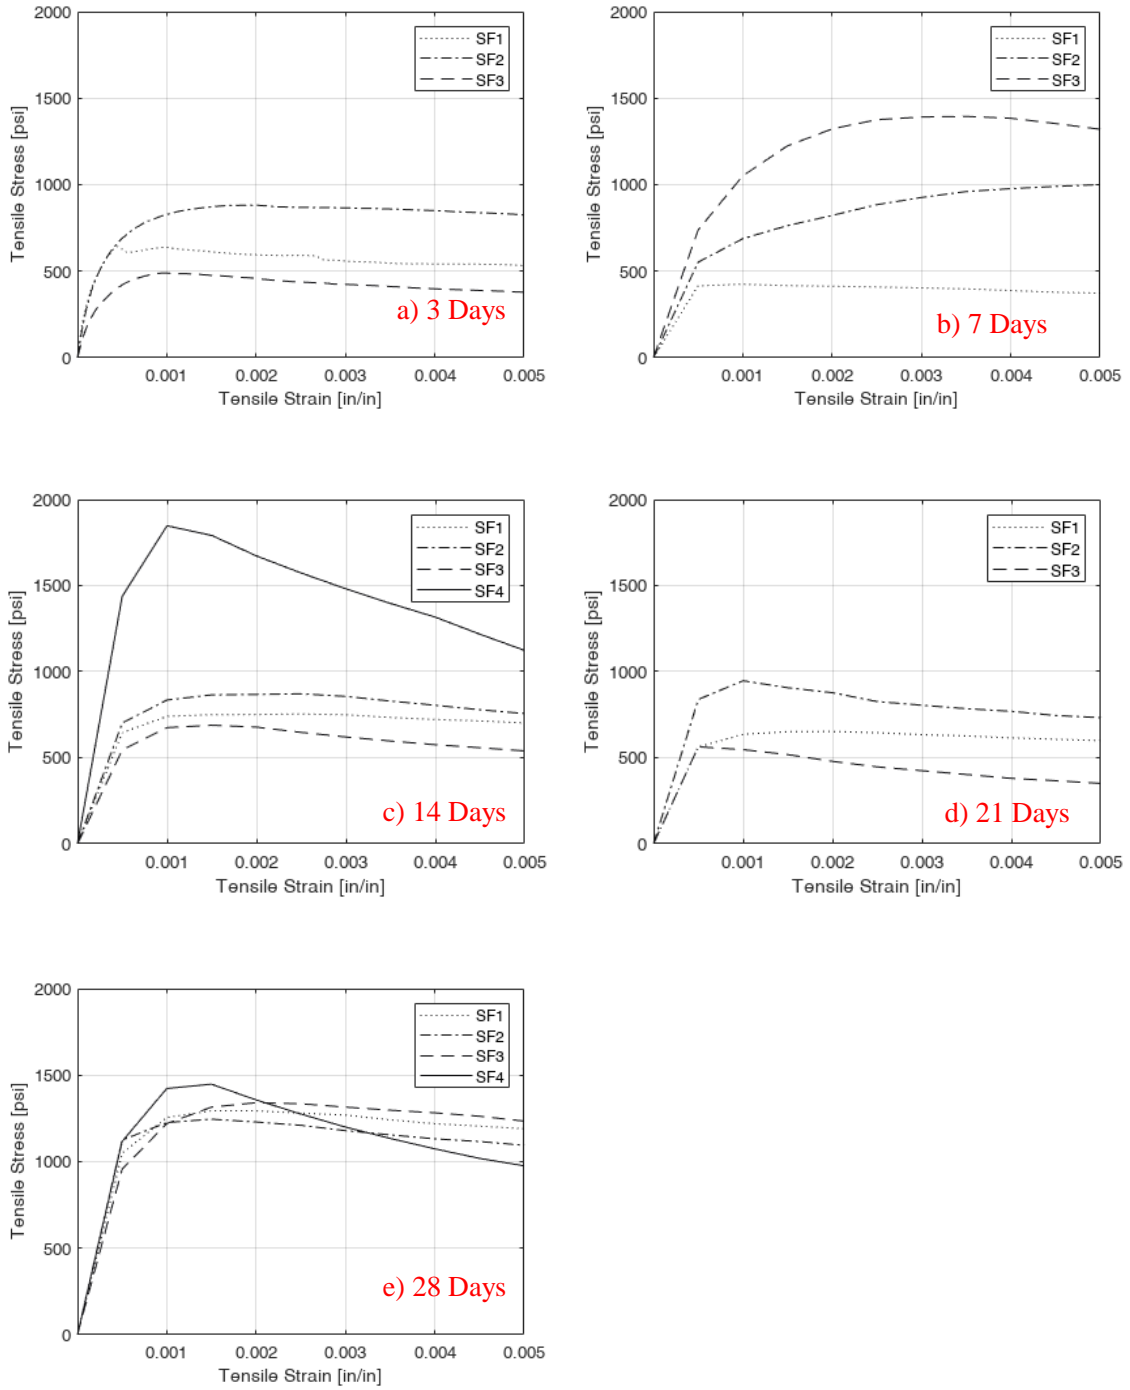 2000
1500
1000
500
0
Tensile Stress [psi]
SF1
SF2
SF3
a) 3 Days
0.001 0.002 0.003 0.004 0.005
Tensile Strain [in/in]
2000
1500
1000
500
0
Tensile Stress [psi]
SF1
SF2
SF3
b) 7 Days
0.001 0.002 0.003 0.004 0.005
Tensile Strain [in/in]
2000
1500
1000
500
0
Tensile Stress [psi]
SF1
SF2
SF3
SF4
c) 14 Days
0.001 0.002 0.003 0.004 0.005
Tensile Strain [in/in]
2000
1500
1000
500
0
Tensile Stress [psi]
SF1
SF2
SF3
d) 21 Days
0.001 0.002 0.003 0.004 0.005
Tensile Strain [in/in]
2000
1500
1000
500
0
Tensile Stress [psi]
SF1
SF2
SF3
SF4
e) 28 Days
0.001 0.002 0.003 0.004 0.005
Tensile Strain [in/in]